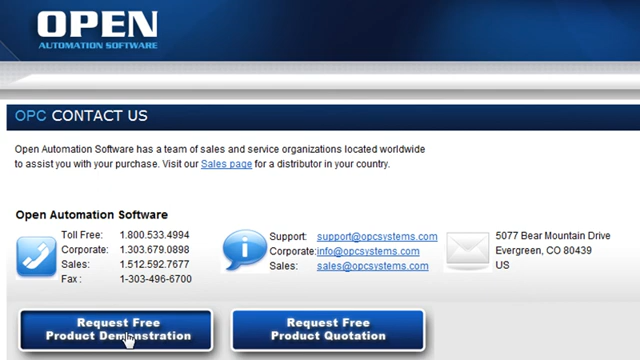 OPEN
AUTOMATION SOFTWARE
OPC CONTACT US
Open Automation Software has a team of sales and service organizations located worldwide
to assist you with your purchase. Visit our Sales page for a distributor in your country.
Open Automation Software
Toll Free: 1.800.533.4994
Corporate: 1.303.679.0898
Sales: 1.512.592.7677
Fax : 1-303-496-6700
Support: support@opcsystems.com
Corporate:info@opcsystems.com
Sales: sales@opcsystems.com
5077 Bear Mountain Drive
Evergreen, CO 80439
US
Request Free
Product Demonstration
Request Free
Product Quotation